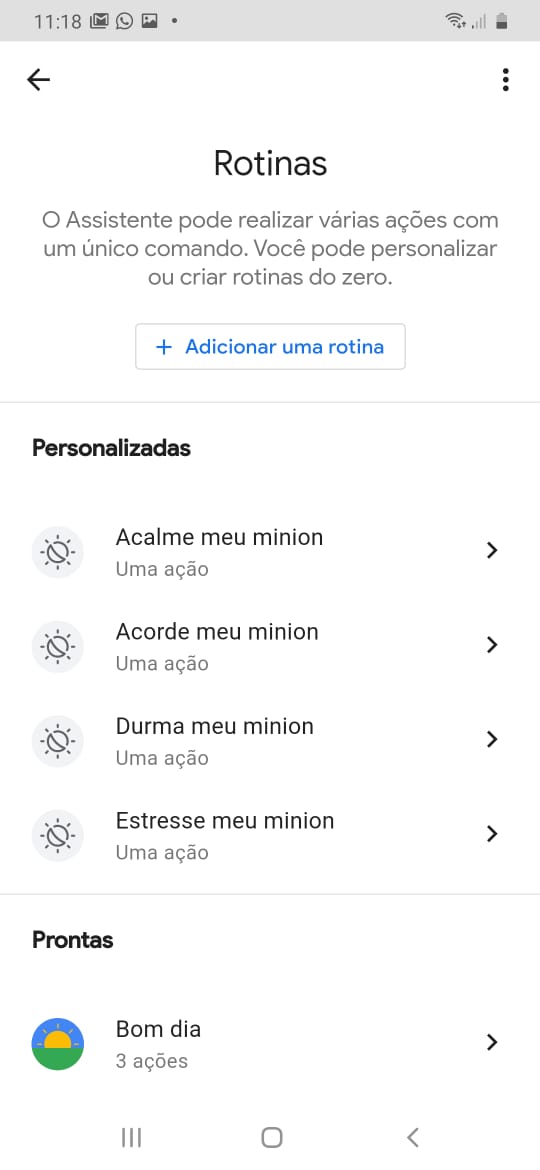 11:18
Rotinas
O Assistente pode realizar várias ações com
um único comando. Você pode personalizar
ou criar rotinas do zero.
+ Adicionar uma rotina
Personalizadas
Acalme meu minion
Uma ação
Acorde meu minion
Uma ação
Durma meu minion
Uma ação
Estresse meu minion
Uma ação
Prontas
Bom dia
3 ações